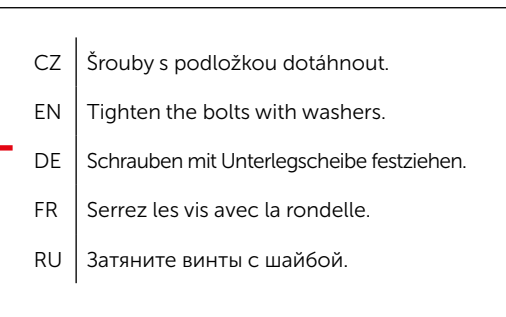 CZ Šrouby s podložkou dotáhnout.
EN Tighten the bolts with washers.
DE Schrauben mit Unterlegscheibe festziehen.
FR Serrez les vis avec la rondelle.
RU Затяните винты с шайбой.